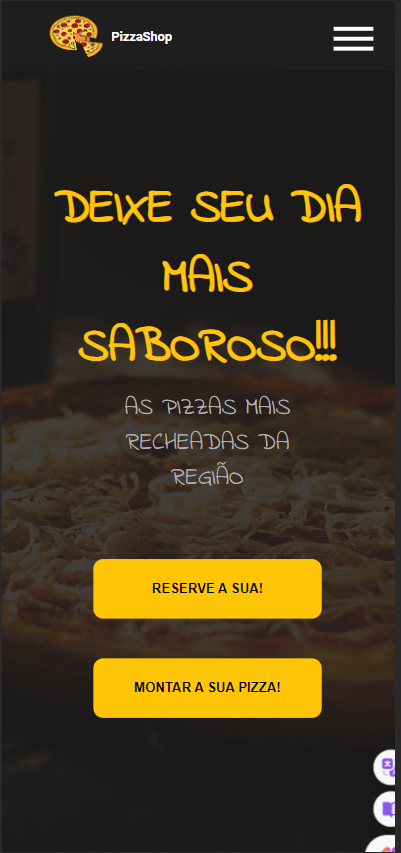 PizzaShop
DEIXE SEU DIA
MAIS
SABOROSO!!!
AS PIZZAS MAIS
RECHEADAS DA
REGIÃO
RESERVE A SUA!
MONTAR A SUA PIZZA!